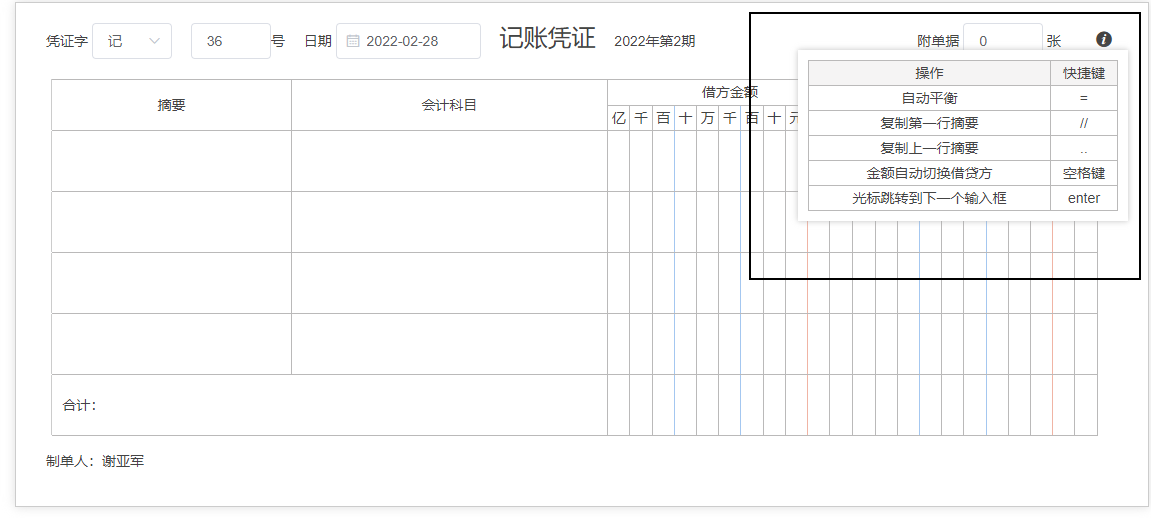 凭证字 记 36 号 日期 2022-02-28 记账凭证 2022年第2期 附单据 0 张
摘要 会计科目 借方金额
亿 千 百 十 万 千 百 十 元
操作 快捷键
自动平衡 =
复制第一行摘要 //
复制上一行摘要 ..
金额自动切换借贷方 空格键
光标跳转到下一个输入框 enter
合计：
制单人：谢亚军